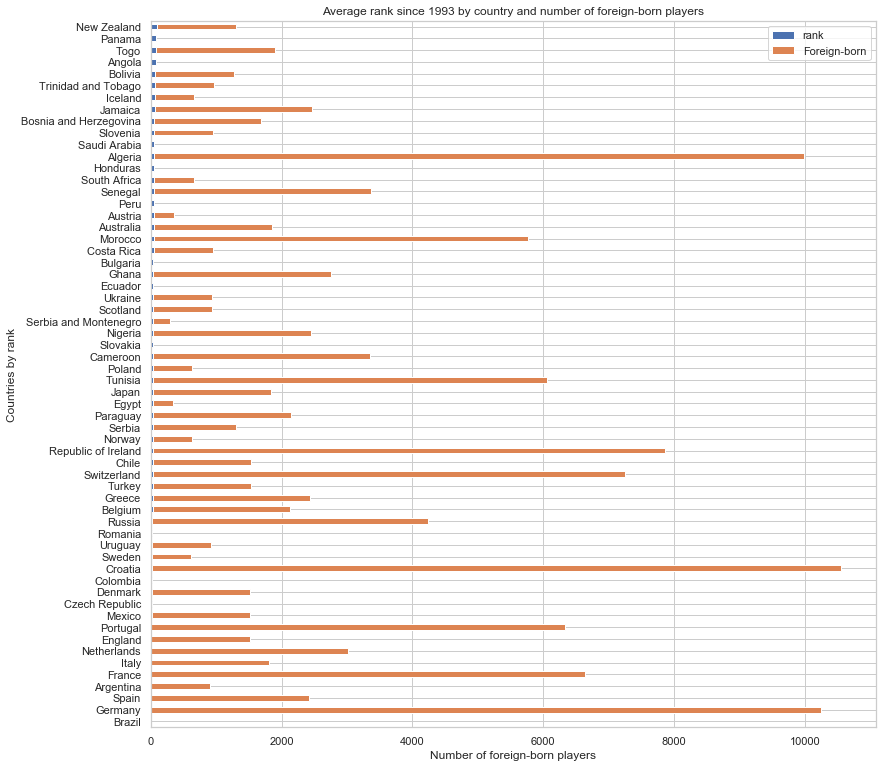 Average rank since 1993 by country and number of foreign-born players
rank
Foreign-born
Countries by rank
New Zealand
Panama
Togo
Angola
Bolivia
Trinidad and Tobago
Iceland
Jamaica
Bosnia and Herzegovina
Slovenia
Saudi Arabia
Algeria
Honduras
South Africa
Senegal
Peru
Austria
Australia
Morocco
Costa Rica
Bulgaria
Ghana
Ecuador
Ukraine
Scotland
Serbia and Montenegro
Nigeria
Slovakia
Cameroon
Poland
Tunisia
Japan
Egypt
Paraguay
Serbia
Norway
Republic of Ireland
Chile
Switzerland
Turkey
Greece
Belgium
Russia
Romania
Uruguay
Sweden
Croatia
Colombia
Denmark
Czech Republic
Mexico
Portugal
England
Netherlands
Italy
France
Argentina
Spain
Germany
Brazil
0 2000 4000 6000 8000 10000
Number of foreign-born players